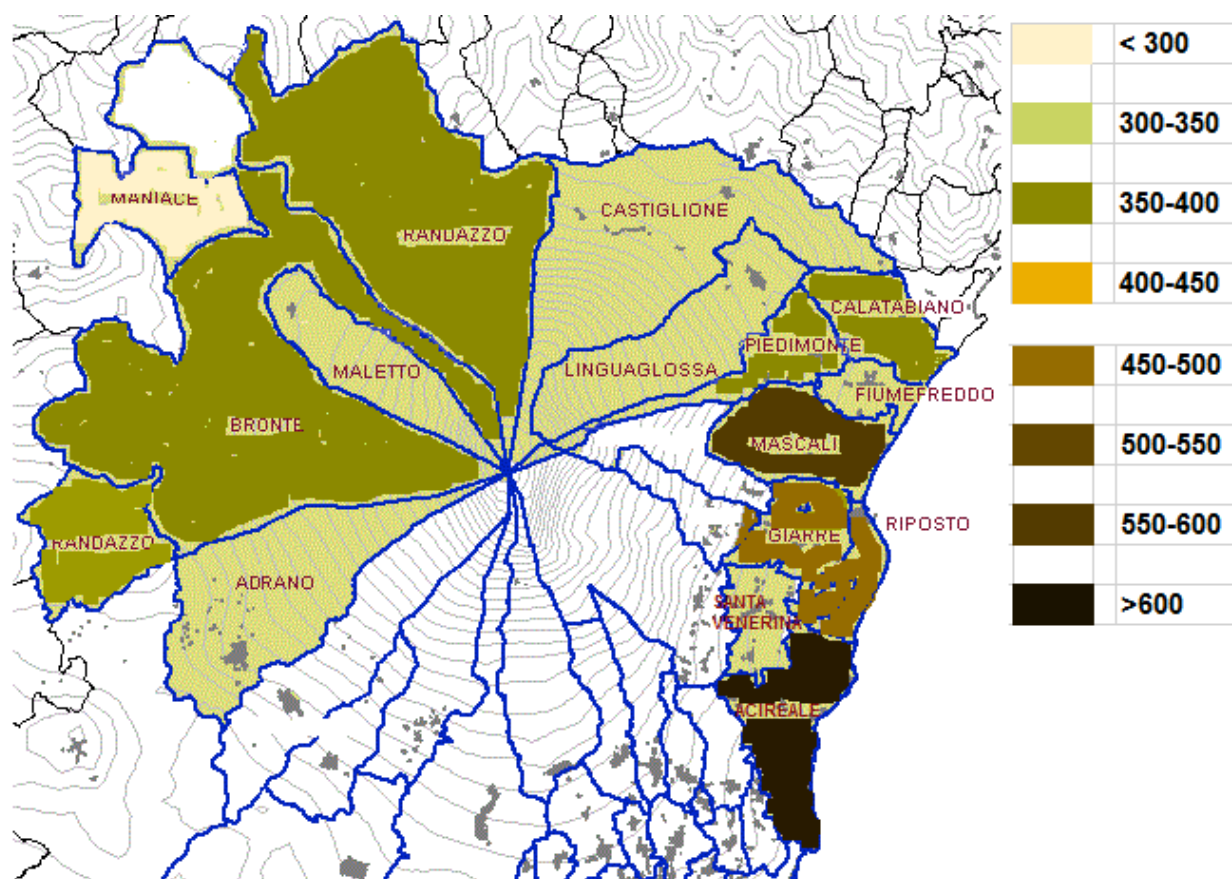 MANIACE
CASTIGLIONE
RANDAZZO
CALATABIANO
PIEDIMONTE
LINGUAGLOSSA
MALETTO
FIUMEFREDDO
BRONTE
MASCALI
RIPOSTO
GIARRE
RANDAZZO
ADRANO
SANTA
VENERINA
ACIREALE
< 300
300-350
350-400
400-450
450-500
500-550
550-600
>600